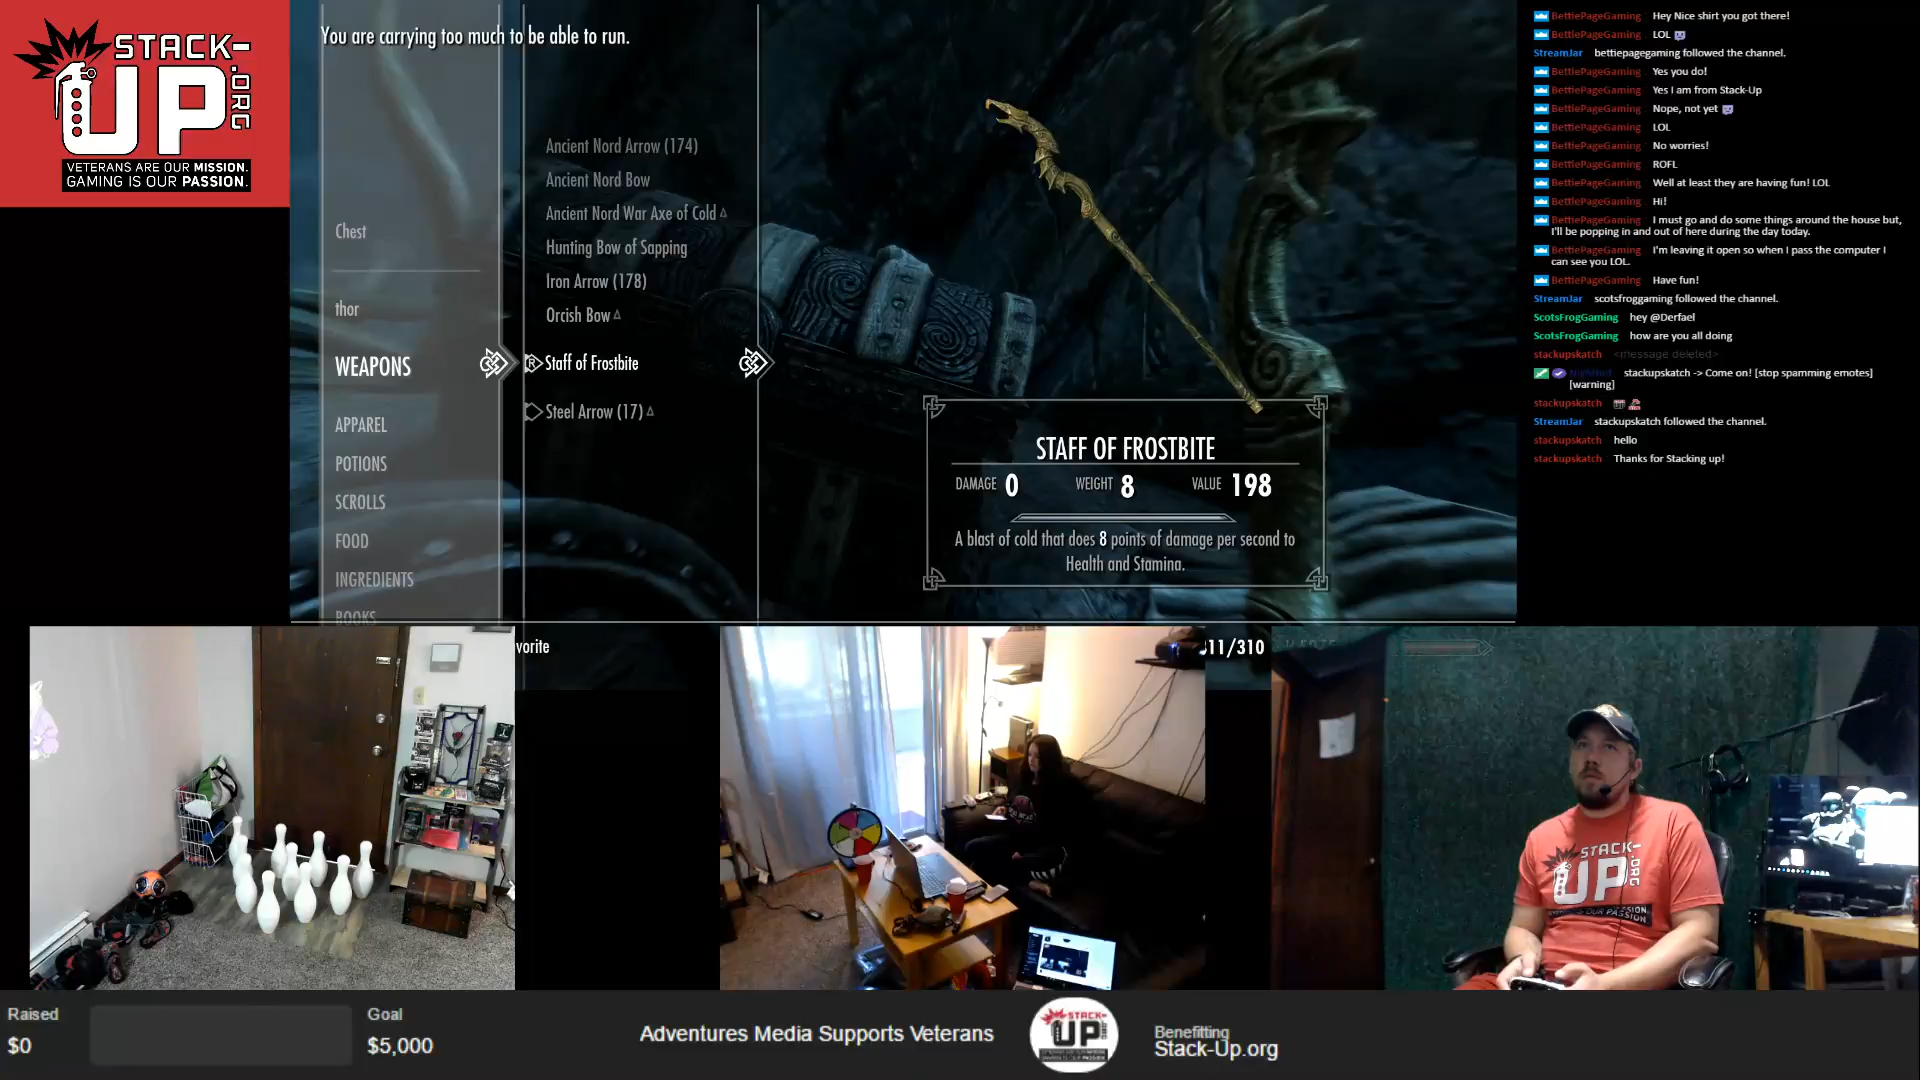 STACK-
UP
.ORG
VETERANS ARE OUR MISSION.
GAMING IS OUR PASSION.
You are carrying too much to be able to run.
Chest
thor
WEAPONS
APPAREL
POTIONS
SCROLLS
FOOD
INGREDIENTS
BOOKS
Ancient Nord Arrow (174)
Ancient Nord Bow
Ancient Nord War Axe of Cold
Hunting Bow of Sapping
Iron Arrow (178)
Orcish Bow
Staff of Frostbite
Steel Arrow (17)
STAFF OF FROSTBITE
DAMAGE 0 WEIGHT 8 VALUE 198
A blast of cold that does 8 points of damage per second to
Health and Stamina.
vorite
11/310
BettiePageGaming Hey Nice shirt you got there!
BettiePageGaming LOL
StreamJar bettiepagegaming followed the channel.
BettiePageGaming Yes you do!
BettiePageGaming Yes I am from Stack-Up
BettiePageGaming Nope, not yet
BettiePageGaming LOL
BettiePageGaming No worries!
BettiePageGaming ROFL
BettiePageGaming Well at least they are having fun! LOL
BettiePageGaming Hi!
BettiePageGaming I must go and do some things around the house but,
I'll be popping in and out of here during the day today.
BettiePageGaming I'm leaving it open so when I pass the computer I
can see you LOL.
BettiePageGaming Have fun!
StreamJar scotsfroggaming followed the channel.
ScotsFrogGaming hey @Derfael
ScotsFrogGaming how are you all doing
stackupskatch <message deleted>
Nightbot stackupskatch -> Come on! [stop spamming emotes]
[warning]
stackupskatch
StreamJar stackupskatch followed the channel.
stackupskatch hello
stackupskatch Thanks for Stacking up!
STACK-
UP
.ORG
Raised
$0
Goal
$5,000
Adventures Media Supports Veterans
STACK-
UP
Benefitting
Stack-Up.org